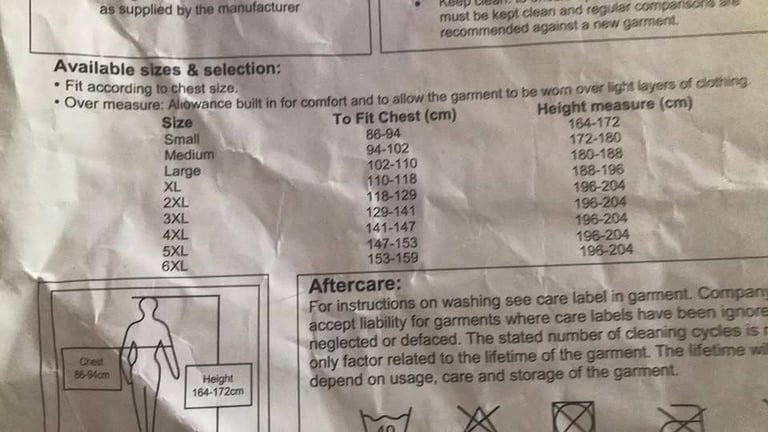 as supplied by the manufacturer
must be kept clean and regular comparisons are
recommended against a new garment.
Available sizes & selection:
• Fit according to chest size.
• Over measure: Allowance built in for comfort and to allow the garment to be worn over light layers of clothing.
Size To Fit Chest (cm) Height measure (cm)
Small 86-94 164-172
Medium 94-102 172-180
Large 102-110 180-188
XL 110-118 188-196
2XL 118-129 196-204
3XL 129-141 196-204
4XL 141-147 196-204
5XL 147-153 196-204
6XL 153-159 196-204
Chest
86-94cm
Height
164-172cm
Aftercare:
For instructions on washing see care label in garment. Company
accept liability for garments where care labels have been ignore
neglected or defaced. The stated number of cleaning cycles is
only factor related to the lifetime of the garment. The lifetime wil
depend on usage, care and storage of the garment.
40